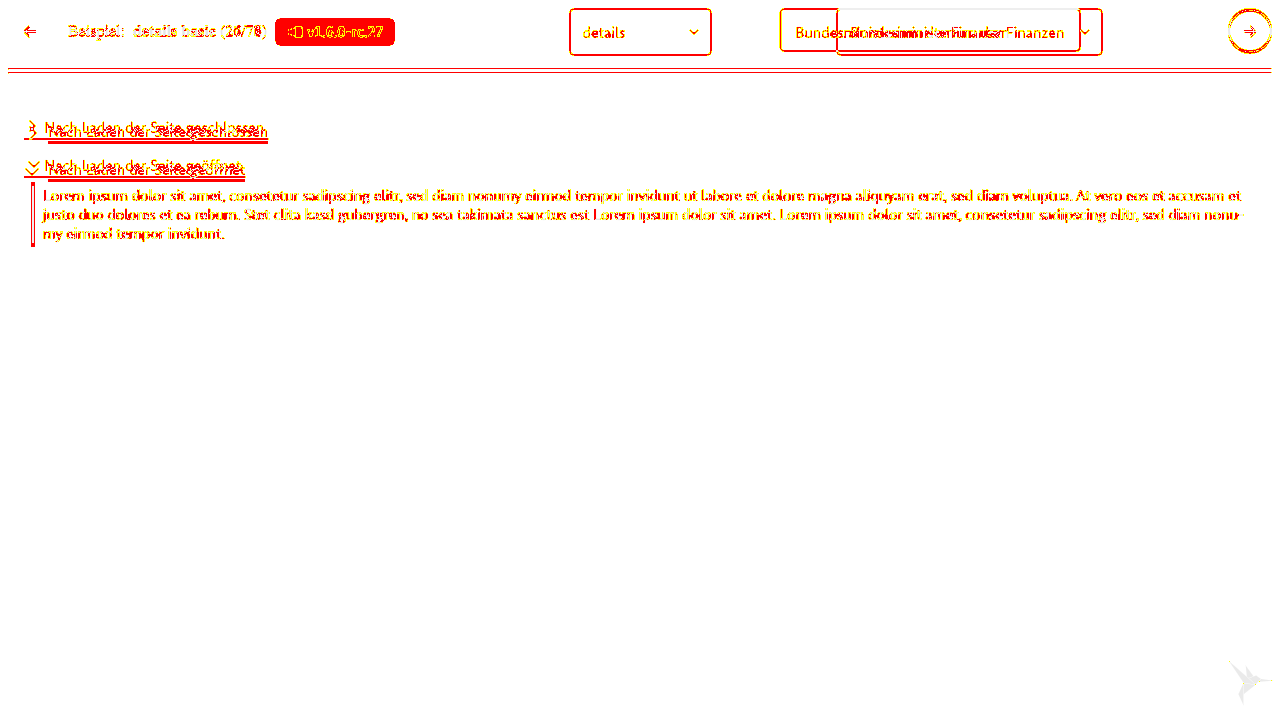 Beispiel: details basic (26/78) v1.6.0-rc.27 details Bundesministerium der Finanzen
Nach Laden der Seite geschlossen
Nach Laden der Seite geöffnet
Lorem ipsum dolor sit amet, consetetur sadipscing elitr, sed diam nonumy eirmod tempor invidunt ut labore et dolore magna aliquyam erat, sed diam voluptua. At vero eos et accusam et
justo duo dolores et ea rebum. Stet clita kasd gubergren, no sea takimata sanctus est Lorem ipsum dolor sit amet. Lorem ipsum dolor sit amet, consetetur sadipscing elitr, sed diam nonu-
my eirmod tempor invidunt.